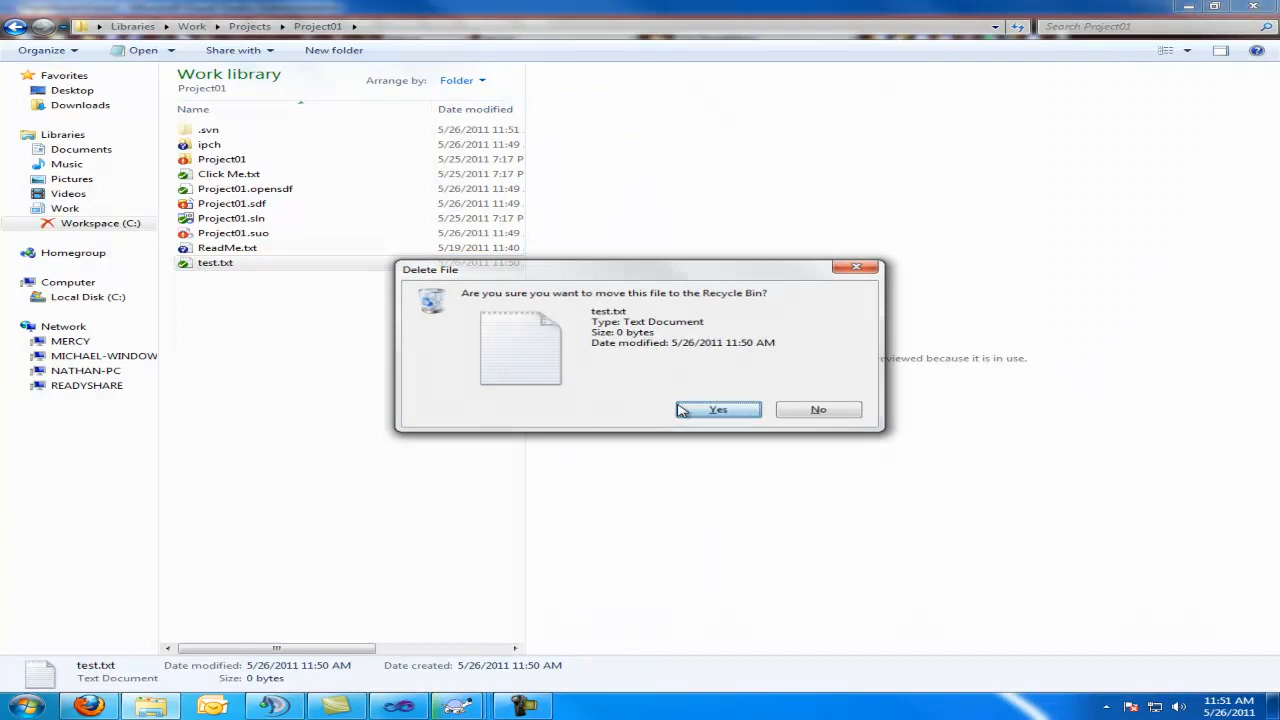 Libraries Work Projects Project01 Search Project01
Organize Open Share with New folder
Favorites
Desktop
Downloads
Libraries
Documents
Music
Pictures
Videos
Work
Workspace (C:)
Homegroup
Computer
Local Disk (C:)
Network
MERCY
MICHAEL-WINDOW
NATHAN-PC
READYSHARE
Work library
Project01
Arrange by: Folder
Name Date modified
.svn 5/26/2011 11:51
ipch 5/26/2011 11:49
Project01 5/25/2011 7:17 P
Click Me.txt 5/25/2011 7:17 P
Project01.opensdf 5/26/2011 11:49
Project01.sdf 5/26/2011 11:49
Project01.sln 5/25/2011 7:17 P
Project01.suo 5/26/2011 11:49
ReadMe.txt 5/19/2011 11:40
test.txt 5/26/2011 11:50
Delete File
Are you sure you want to move this file to the Recycle Bin?
test.txt
Type: Text Document
Size: 0 bytes
Date modified: 5/26/2011 11:50 AM
Yes No
reviewed because it is in use.
test.txt Date modified: 5/26/2011 11:50 AM Date created: 5/26/2011 11:50 AM
Text Document Size: 0 bytes
11:51 AM
5/26/2011